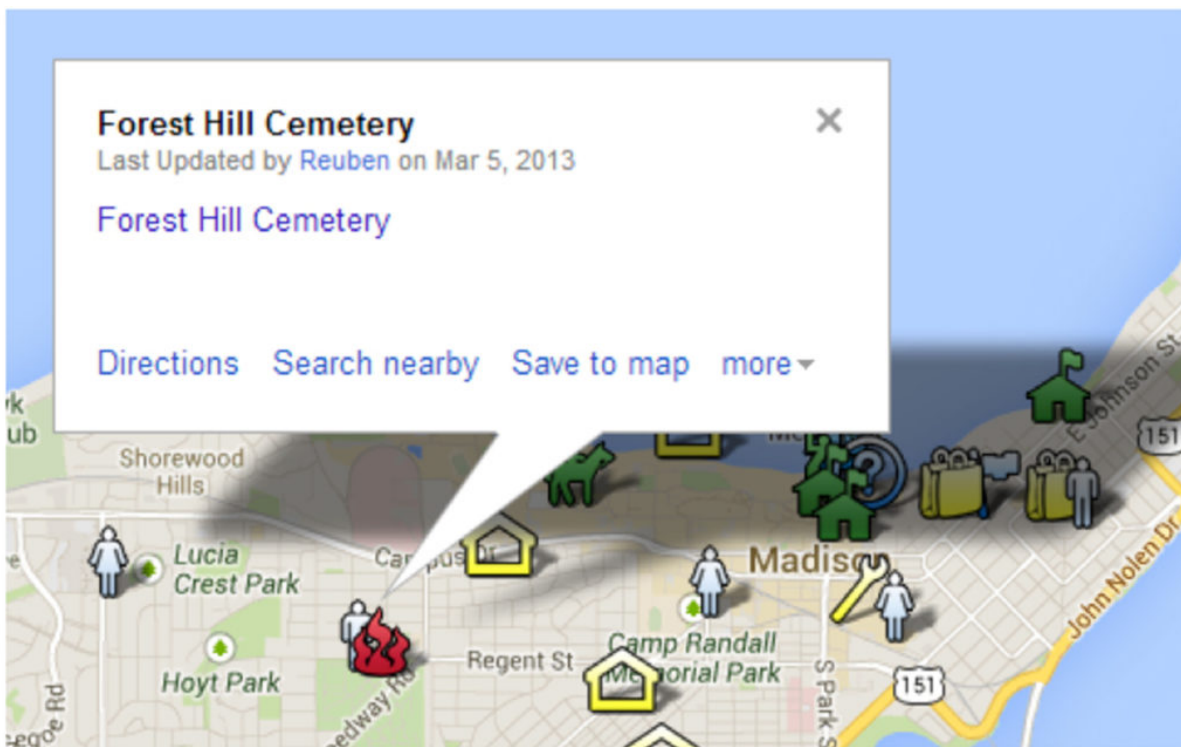 Forest Hill Cemetery
Last Updated by Reuben on Mar 5, 2013
Forest Hill Cemetery
Directions Search nearby Save to map more
E Johnson St
151
Shorewood
Hills
Lucia
Crest Park
Madison
John Nolen Dr
Camp Randall
Memorial Park
Regent St
Hoyt Park
S Park S
151